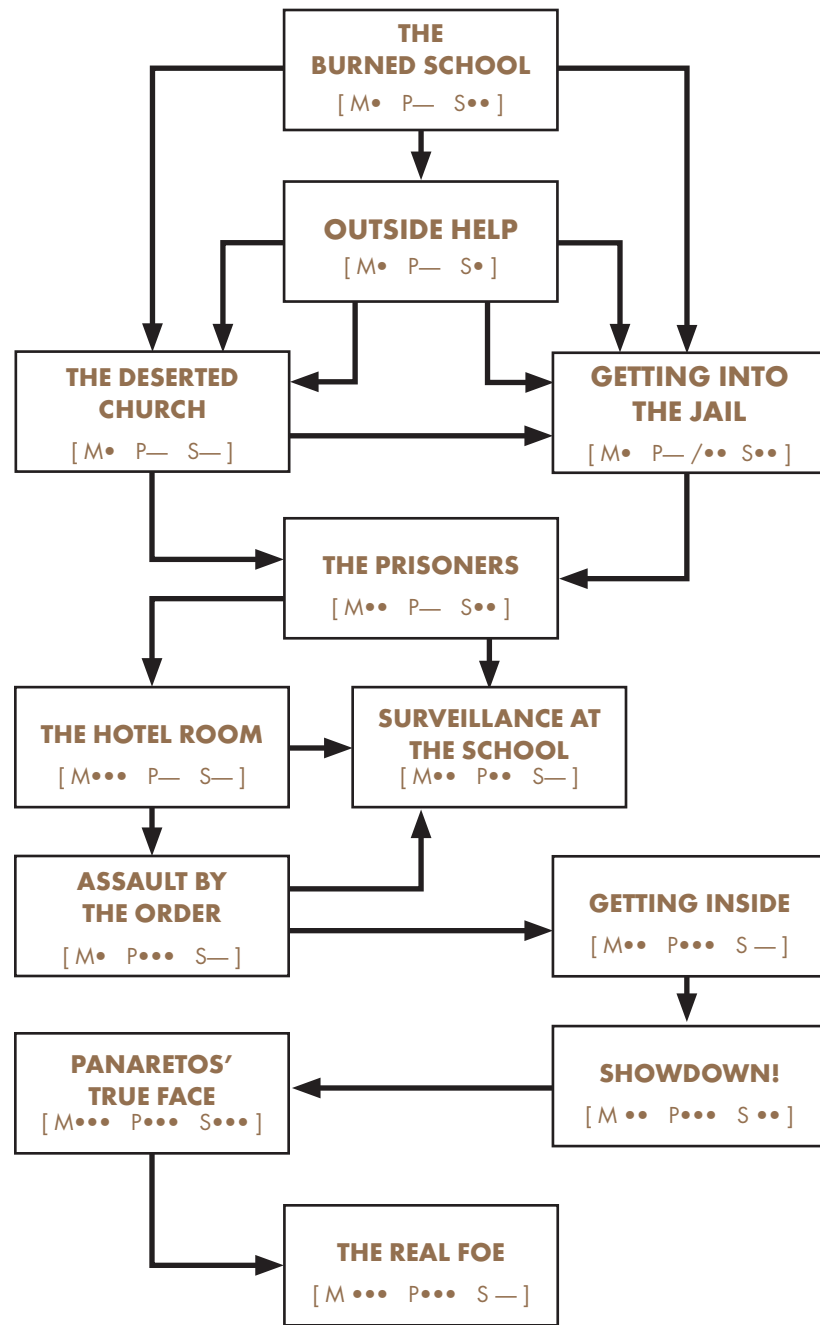 THE
BURNED SCHOOL
[ M• P— S•• ]
OUTSIDE HELP
[ M• P— S• ]
THE DESERTED
CHURCH
[ M• P— S— ]
GETTING INTO
THE JAIL
[ M• P— /•• S•• ]
THE PRISONERS
[ M•• P— S•• ]
THE HOTEL ROOM
[ M••• P— S— ]
SURVEILLANCE AT
THE SCHOOL
[ M•• P•• S— ]
ASSAULT BY
THE ORDER
[ M• P••• S— ]
GETTING INSIDE
[ M•• P••• S — ]
PANARETOS’
TRUE FACE
[ M••• P••• S••• ]
SHOWDOWN!
[ M •• P••• S •• ]
THE REAL FOE
[ M ••• P••• S — ]